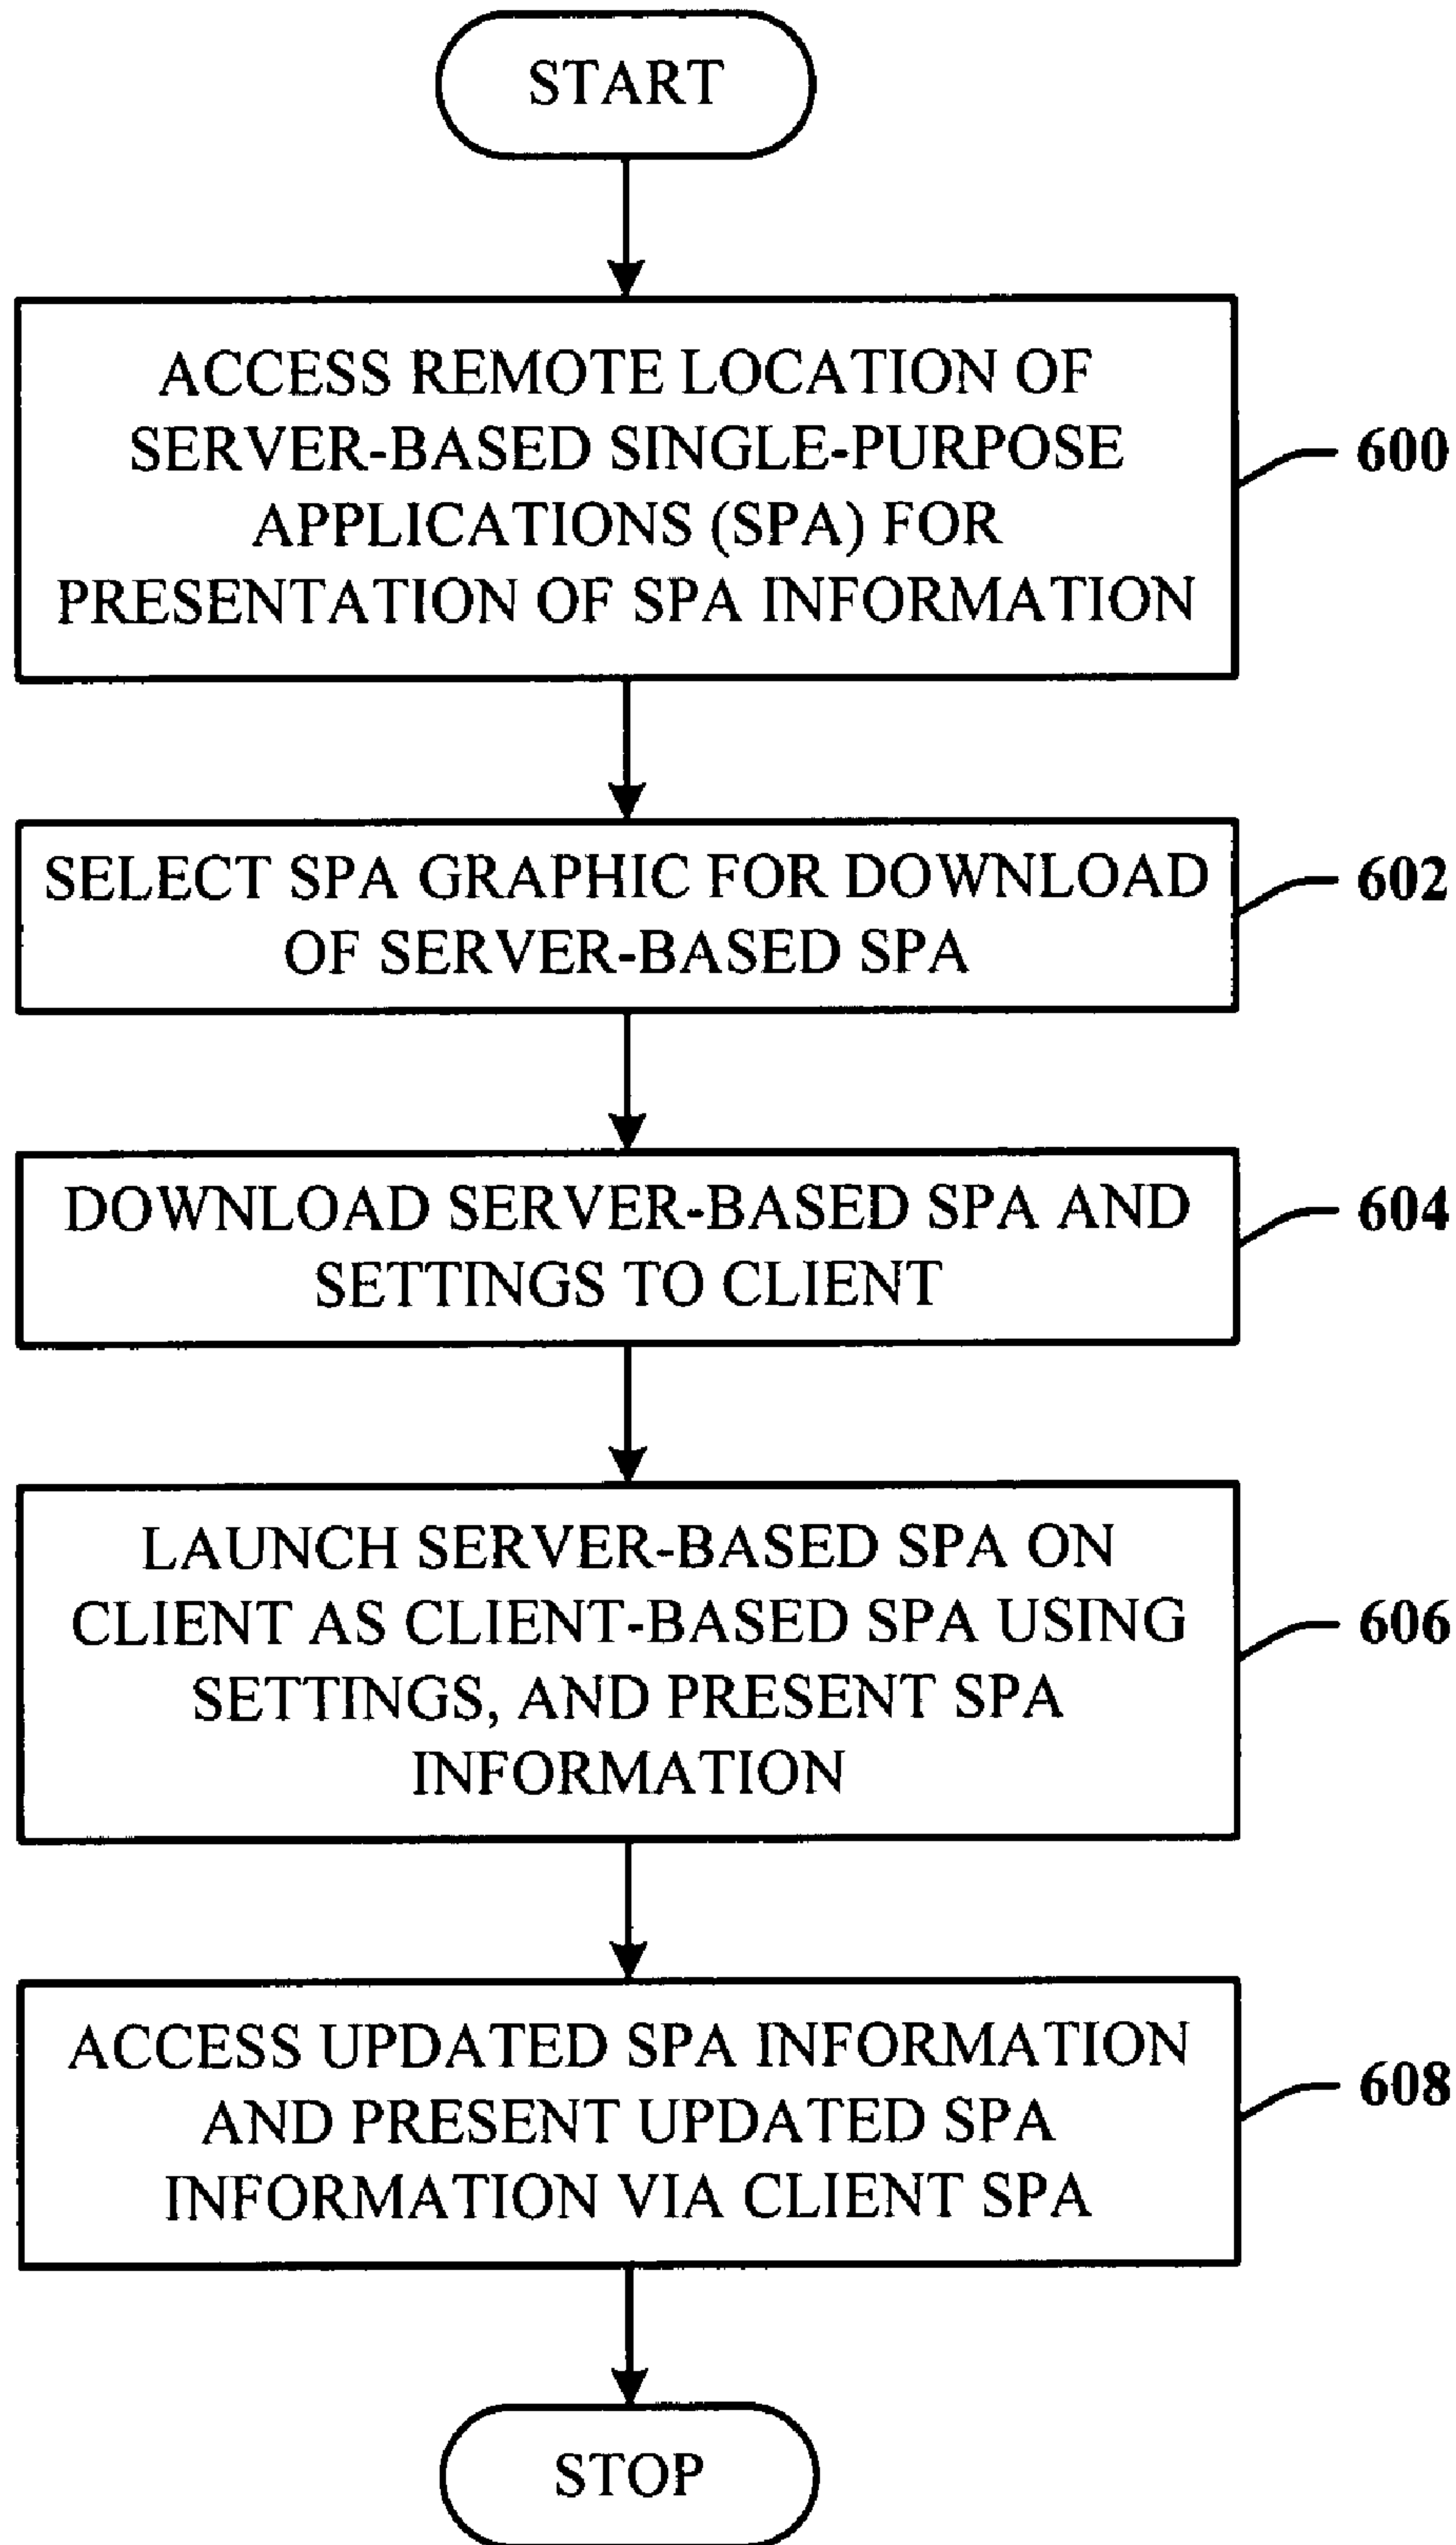 START
ACCESS REMOTE LOCATION OF
SERVER-BASED SINGLE-PURPOSE
APPLICATIONS (SPA) FOR
PRESENTATION OF SPA INFORMATION
600
SELECT SPA GRAPHIC FOR DOWNLOAD
OF SERVER-BASED SPA
602
DOWNLOAD SERVER-BASED SPA AND
SETTINGS TO CLIENT
604
LAUNCH SERVER-BASED SPA ON
CLIENT AS CLIENT-BASED SPA USING
SETTINGS, AND PRESENT SPA
INFORMATION
606
ACCESS UPDATED SPA INFORMATION
AND PRESENT UPDATED SPA
INFORMATION VIA CLIENT SPA
608
STOP